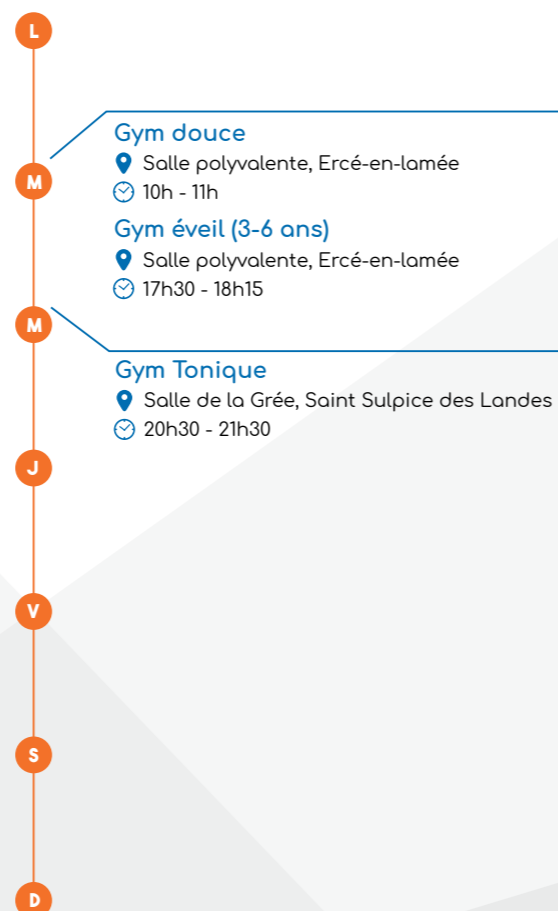 L
M
Gym douce
Salle polyvalente, Ercé-en-lamée
10h - 11h
Gym éveil (3-6 ans)
Salle polyvalente, Ercé-en-lamée
17h30 - 18h15
M
Gym Tonique
Salle de la Grée, Saint Sulpice des Landes
20h30 - 21h30
J
V
S
D